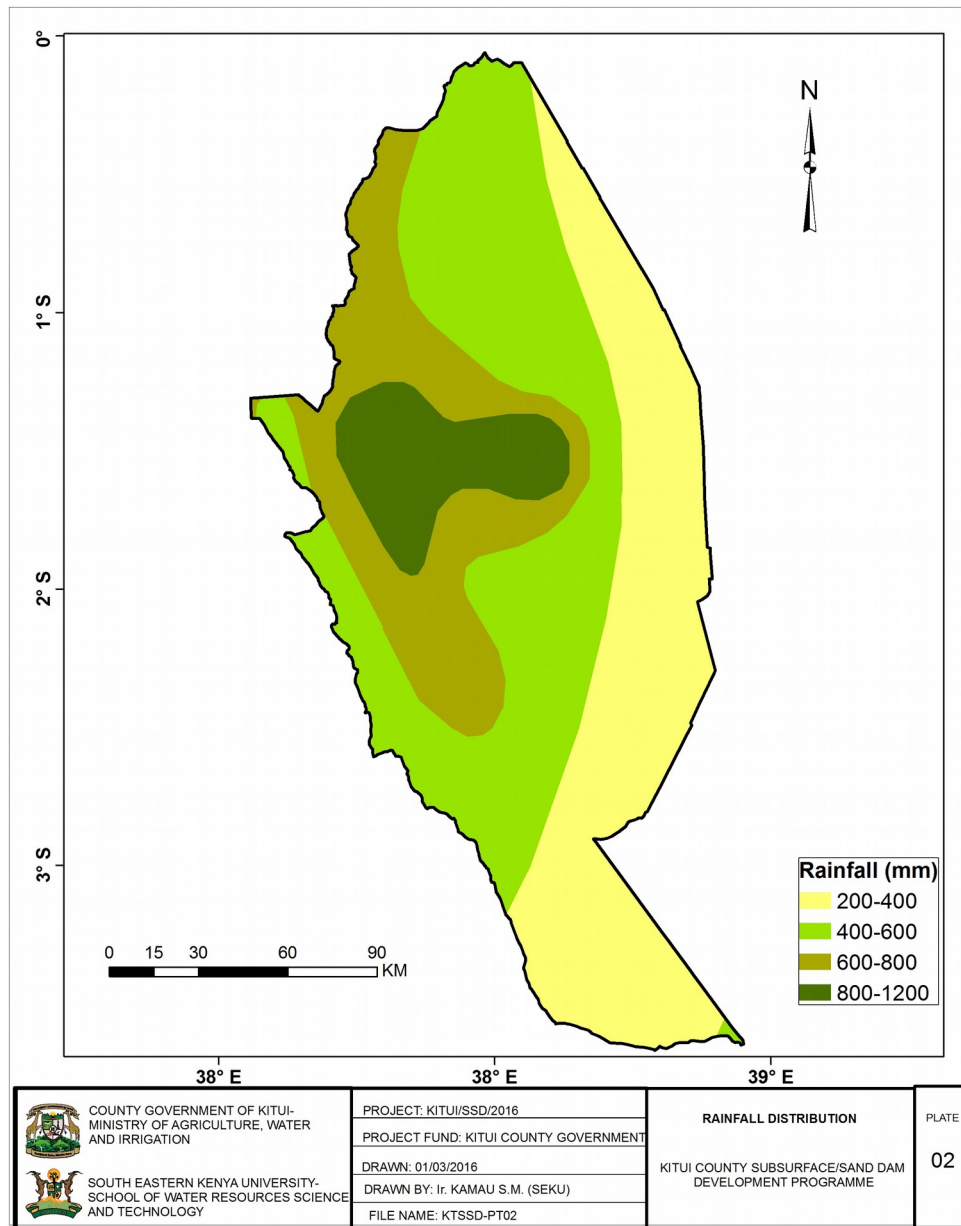 0°
N
1° S
2° S
3° S
Rainfall (mm)
200-400
400-600
600-800
800-1200
0 15 30 60 90
KM
38° E 38° E 39° E
COUNTY GOVERNMENT OF KITUI-
MINISTRY OF AGRICULTURE, WATER
AND IRRIGATION
SOUTH EASTERN KENYA UNIVERSITY-
SCHOOL OF WATER RESOURCES SCIENCE
AND TECHNOLOGY
PROJECT: KITUI/SSD/2016
PROJECT FUND: KITUI COUNTY GOVERNMENT
DRAWN: 01/03/2016
DRAWN BY: Ir. KAMAU S.M. (SEKU)
FILE NAME: KTSSD-PT02
RAINFALL DISTRIBUTION
KITUI COUNTY SUBSURFACE/SAND DAM
DEVELOPMENT PROGRAMME
PLATE
02